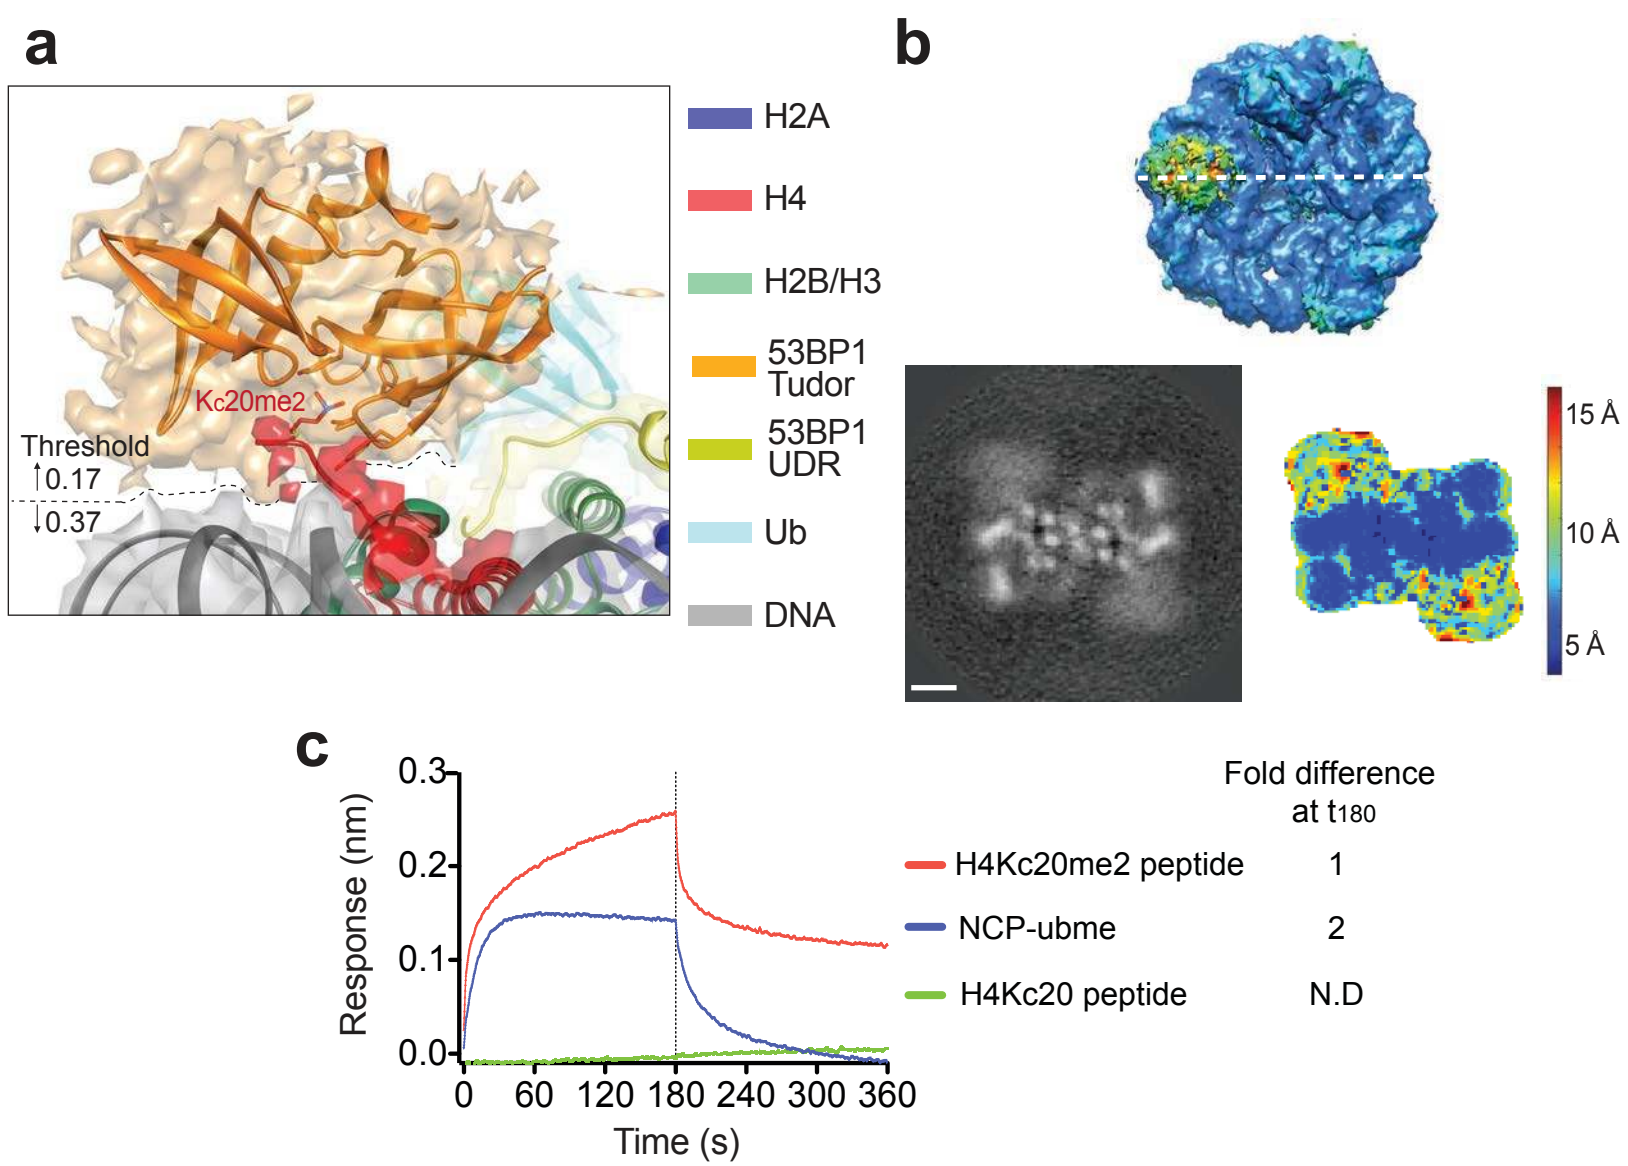 a
H2A
H4
H2B/H3
53BP1
Tudor
53BP1
UDR
Ub
DNA
Kc20me2
Threshold
↑0.17
↓0.37
b
15 Å
10 Å
5 Å
c
Response (nm)
0.3
0.2
0.1
0.0
0 60 120 180 240 300 360
Time (s)
Fold difference
at t180
H4Kc20me2 peptide 1
NCP-ubme 2
H4Kc20 peptide N.D